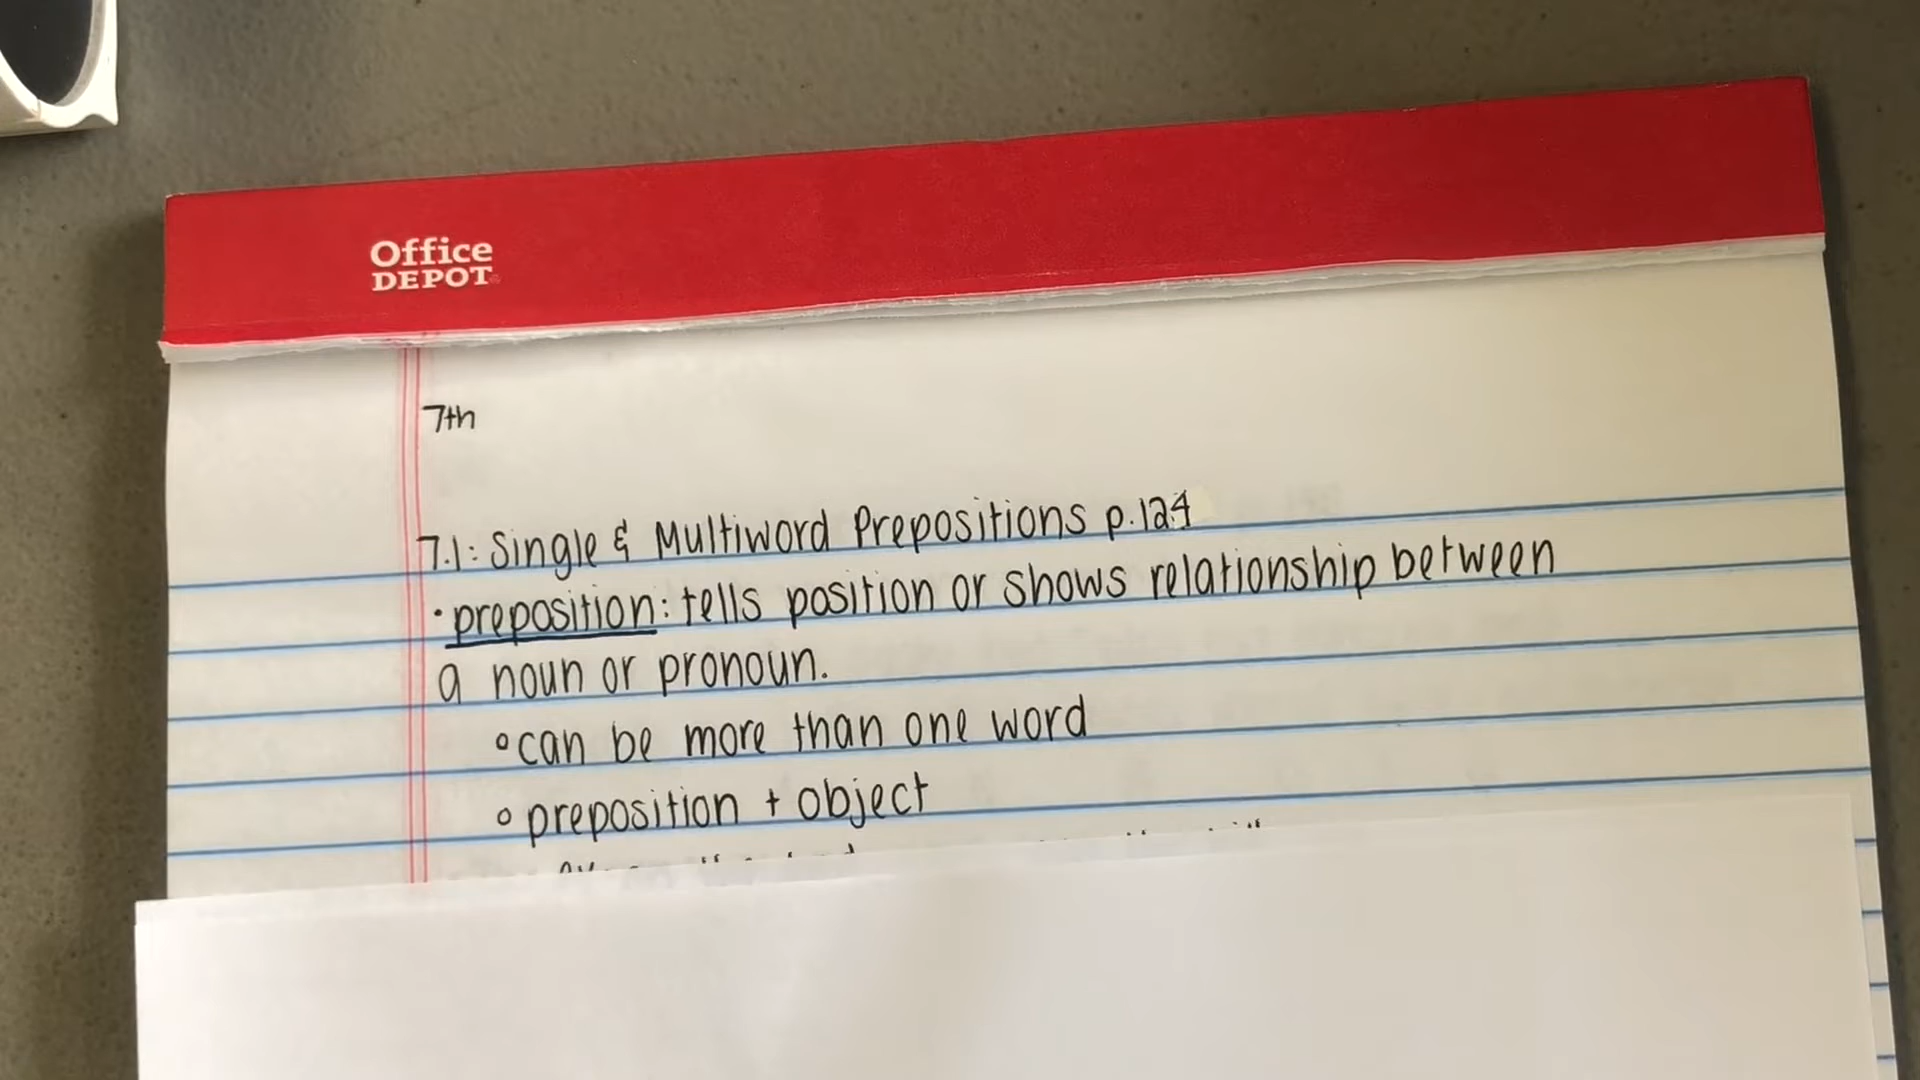 Office
DEPOT
7th
7.1: Single & Multiword Prepositions p.124
• preposition: tells position or shows relationship between
a noun or pronoun.
◦ can be more than one word
◦ preposition + object